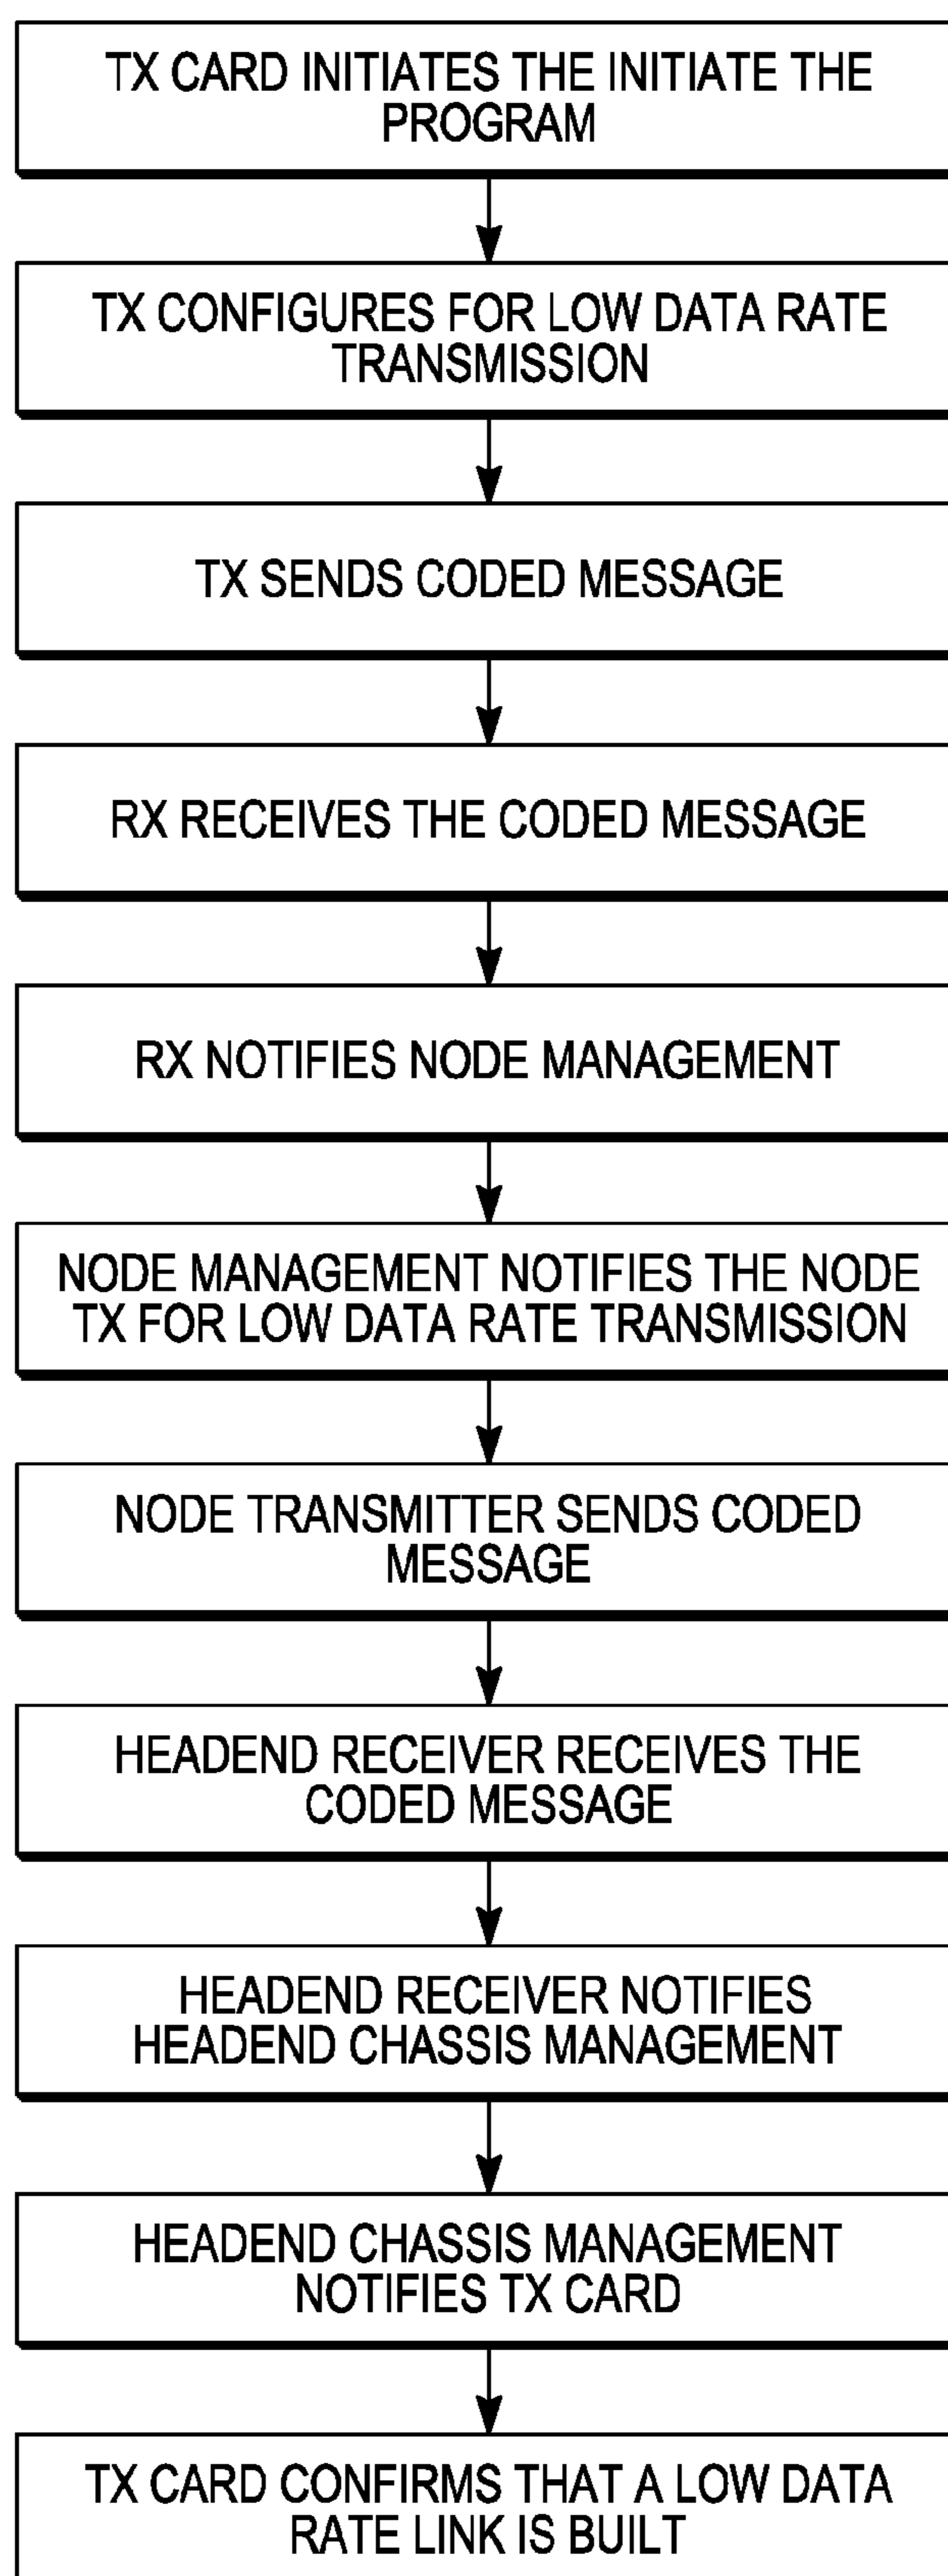 TX CARD INITIATES THE INITIATE THE
PROGRAM
TX CONFIGURES FOR LOW DATA RATE
TRANSMISSION
TX SENDS CODED MESSAGE
RX RECEIVES THE CODED MESSAGE
RX NOTIFIES NODE MANAGEMENT
NODE MANAGEMENT NOTIFIES THE NODE
TX FOR LOW DATA RATE TRANSMISSION
NODE TRANSMITTER SENDS CODED
MESSAGE
HEADEND RECEIVER RECEIVES THE
CODED MESSAGE
HEADEND RECEIVER NOTIFIES
HEADEND CHASSIS MANAGEMENT
HEADEND CHASSIS MANAGEMENT
NOTIFIES TX CARD
TX CARD CONFIRMS THAT A LOW DATA
RATE LINK IS BUILT